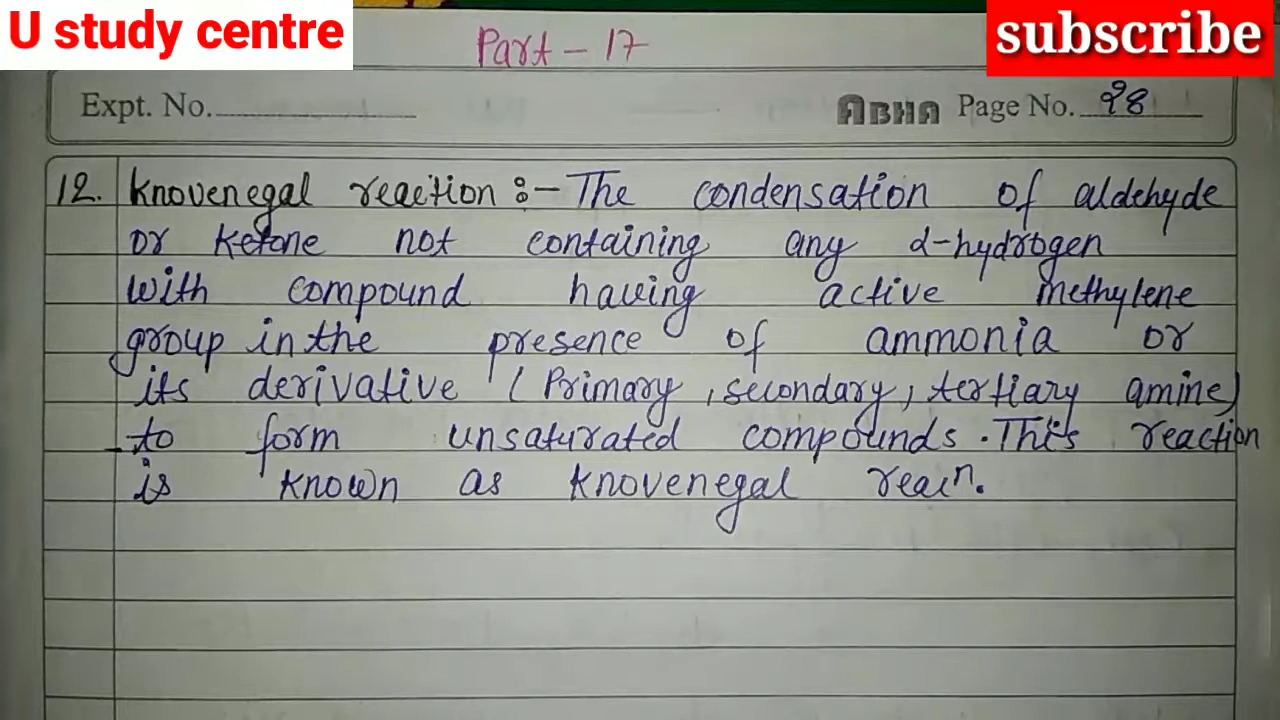 U study centre
Part - 17
subscribe
Expt. No.
ABHA Page No. 28
12. Knovenegal reaction :- The condensation of aldehyde
or Ketone not containing any α-hydrogen
with compound having active methylene
group in the presence of ammonia or
its derivative (Primary, secondary, tertiary amine)
to form unsaturated compounds. This reaction
is known as knovenegal reacn.